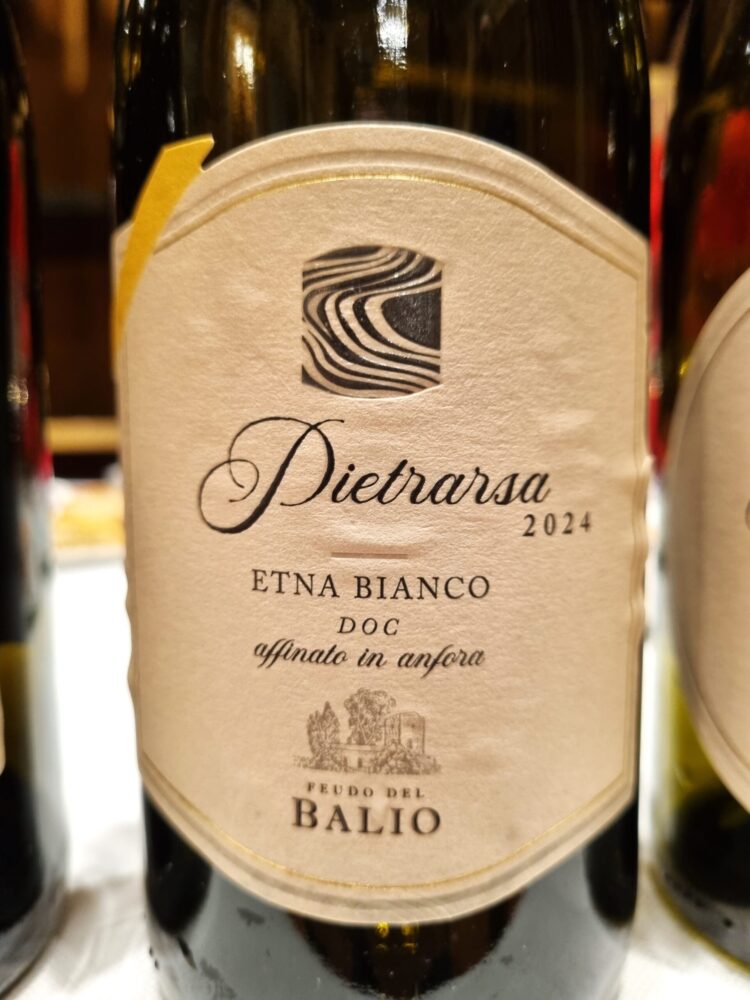 Pietrarsa
2024
ETNA BIANCO
DOC
affinato in anfora
FEUDO DEL
BALIO